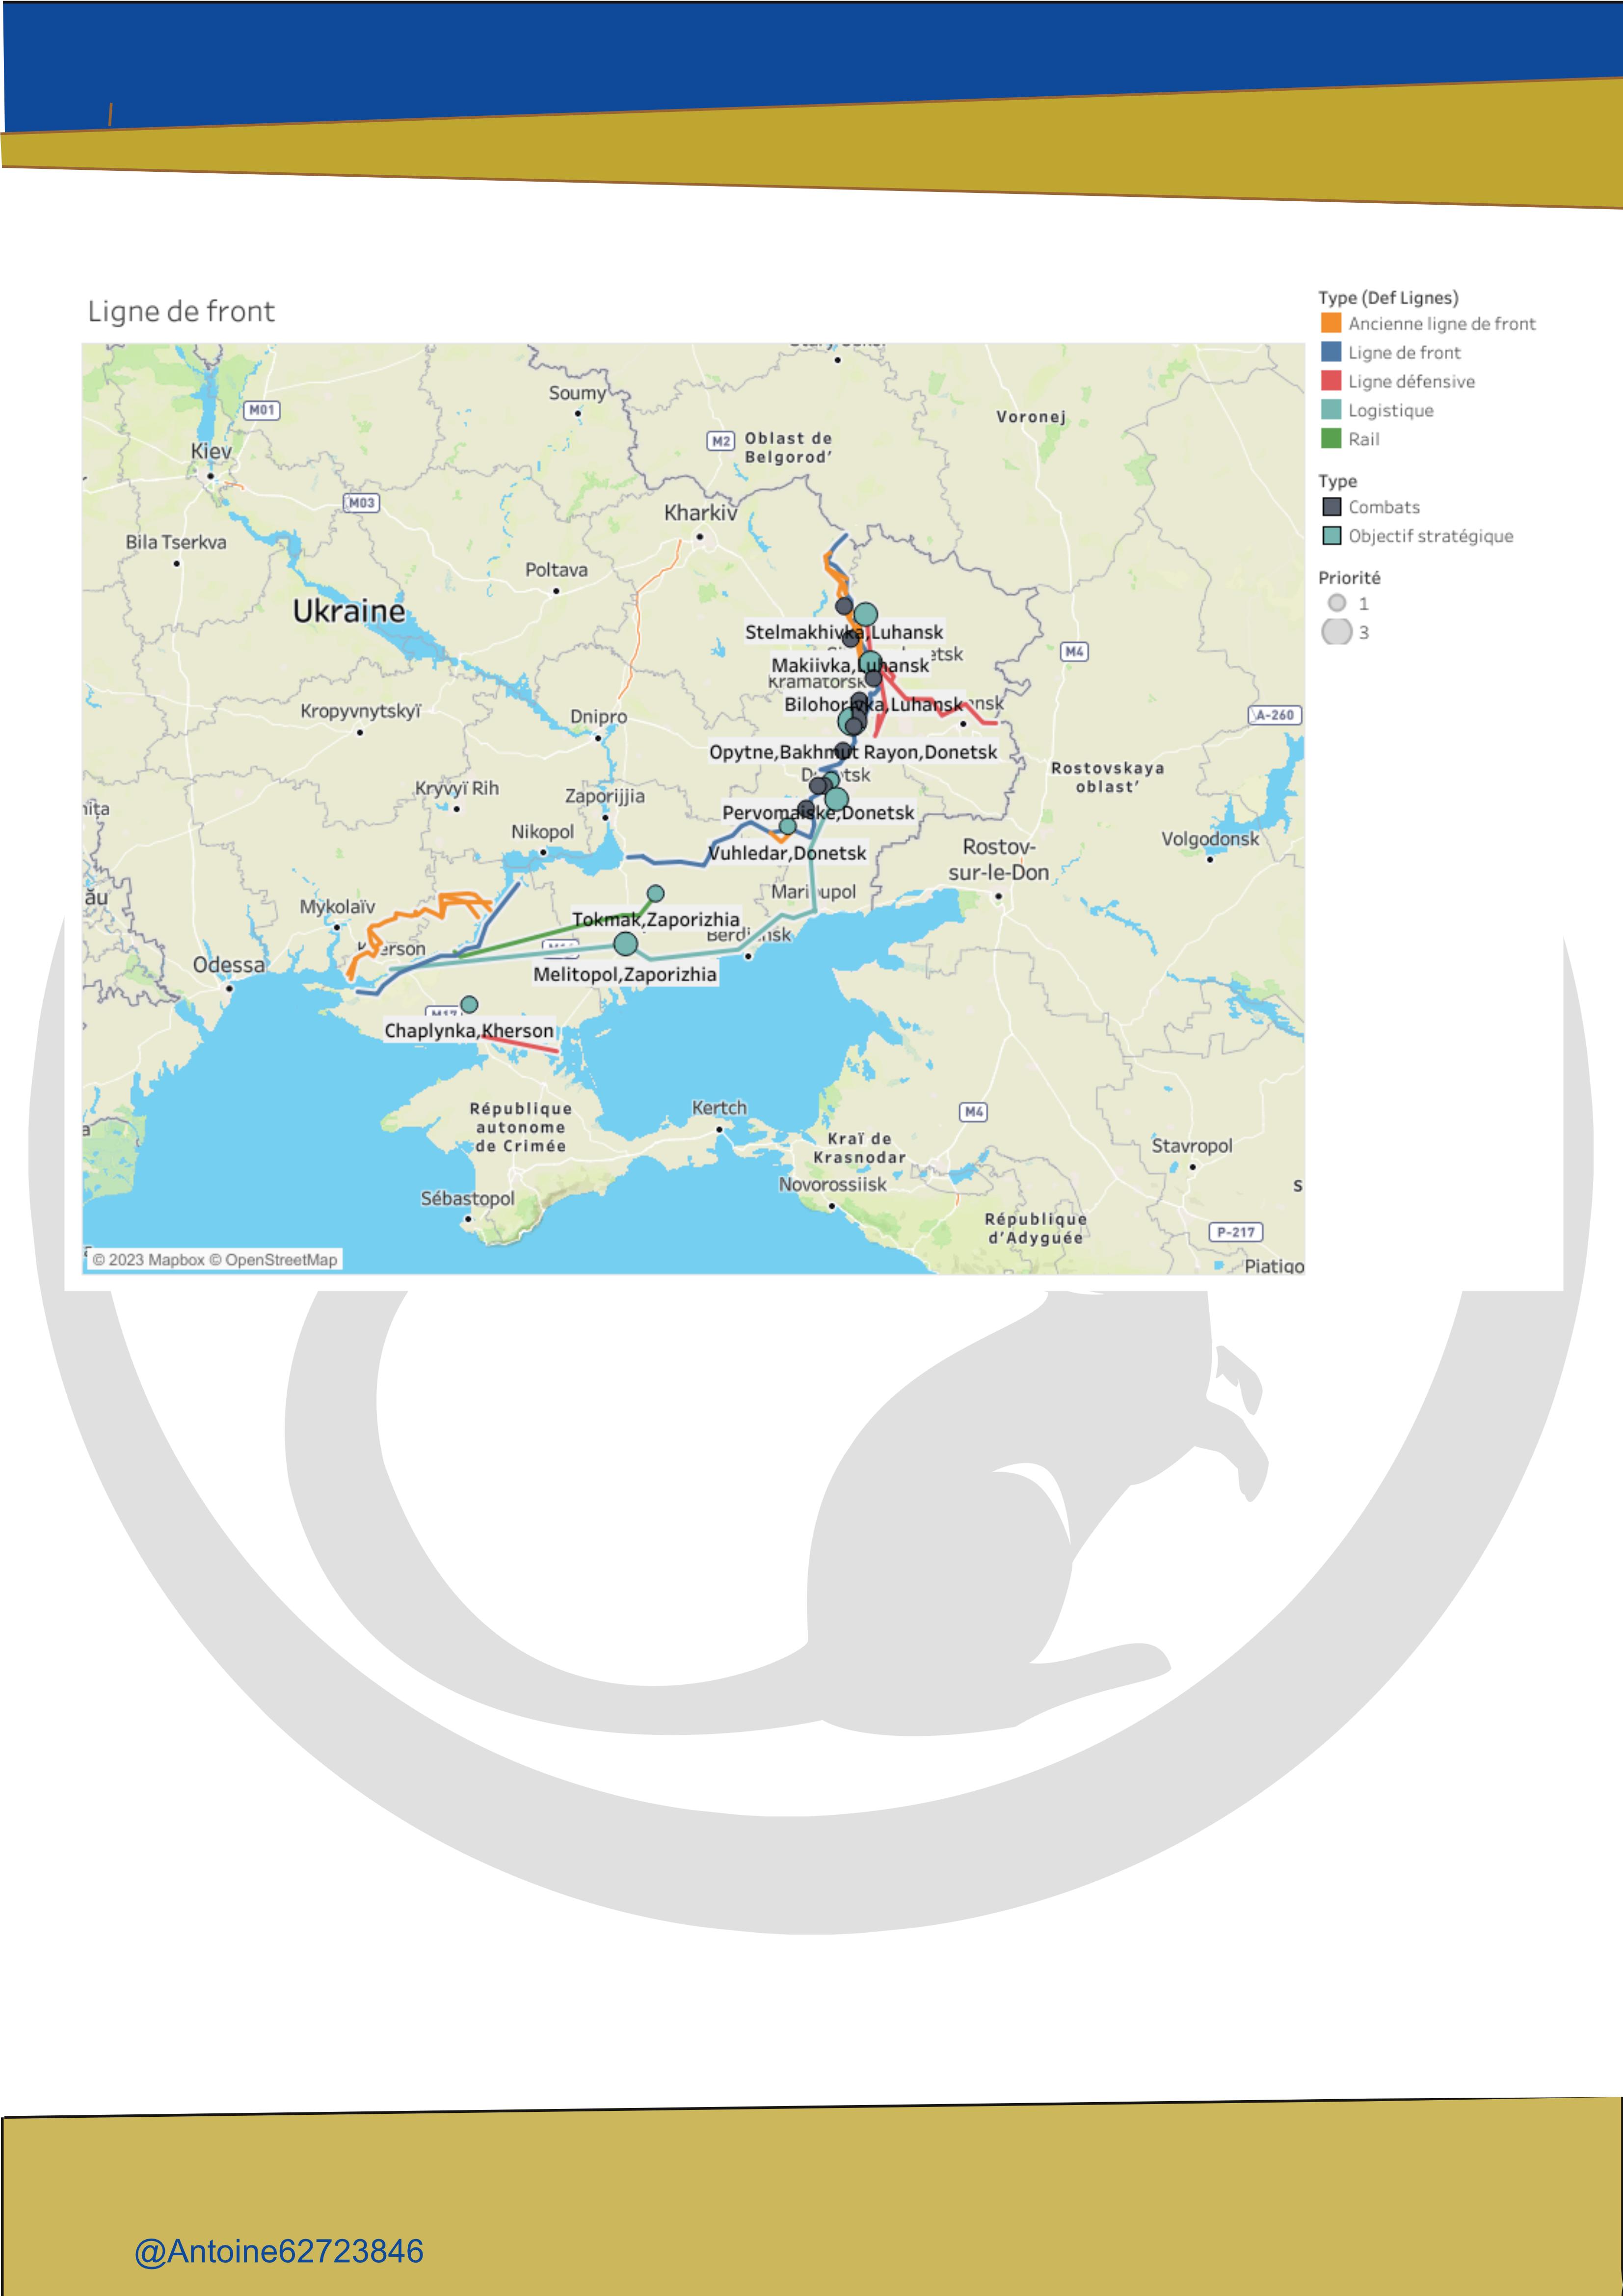 Ligne de front
Type (Def Lignes)
Ancienne ligne de front
Ligne de front
Ligne défensive
Logistique
Rail
Type
Combats
Objectif stratégique
Priorité
1
3
Soumy
Voronej
M01
M2
Oblast de
Belgorod'
Kiev
M03
Kharkiv
Bila Tserkva
Poltava
Ukraine
Stelmakhivka,Luhansk
M4
Makiivka,Luhansk
Kramatorsk
Bilohorivka,Luhansk
Kropyvnytskyï
Dnipro
A-260
Opytne,Bakhmut Rayon,Donetsk
Rostovskaya
oblast'
Kryvyï Rih
Zaporijjia
Pervomaiske,Donetsk
Nikopol
Volgodonsk
Vuhledar,Donetsk
Rostov-
sur-le-Don
Marioupol
Mykolaïv
Tokmak,Zaporizhia
Odessa
Melitopol,Zaporizhia
M17
Chaplynka,Kherson
République
autonome
de Crimée
Kertch
M4
Kraï de
Krasnodar
Stavropol
Novorossiisk
Sébastopol
République
d'Adyguée
P-217
© 2023 Mapbox © OpenStreetMap
Piatigo
@Antoine62723846